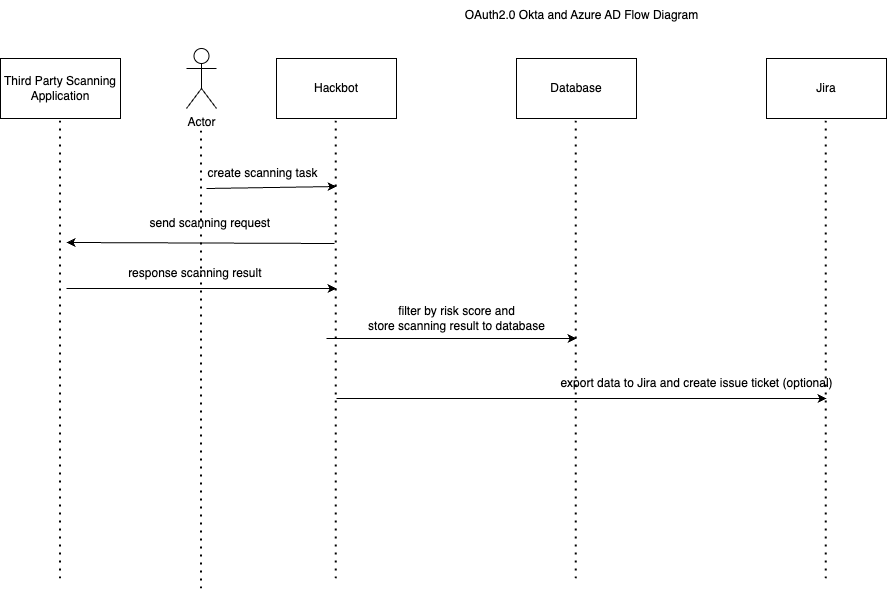 OAuth2.0 Okta and Azure AD Flow Diagram
Third Party Scanning
Application
Actor
Hackbot
Database
Jira
create scanning task
send scanning request
response scanning result
filter by risk score and
store scanning result to database
export data to Jira and create issue ticket (optional)